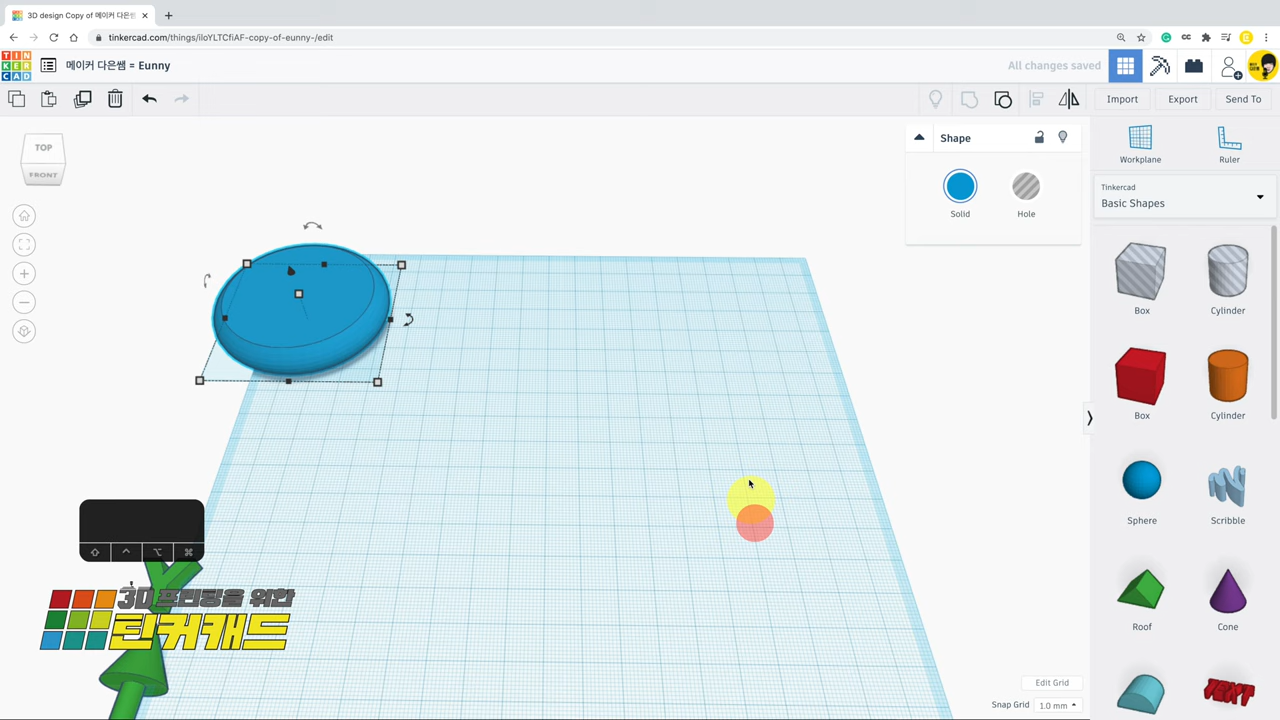 3D design Copy of 메이커 다은쌤
tinkercad.com/things/iloYLTCfiAF-copy-of-eunny-/edit
TIN
KER
CAD
메이커 다은쌤 = Eunny
All changes saved
Import
Export
Send To
TOP
FRONT
Shape
Solid
Hole
Workplane
Ruler
Tinkercad
Basic Shapes
Box
Cylinder
Box
Cylinder
Sphere
Scribble
Roof
Cone
TEXT
3D 프린팅을 위한
틴커캐드
Edit Grid
Snap Grid
1.0 mm